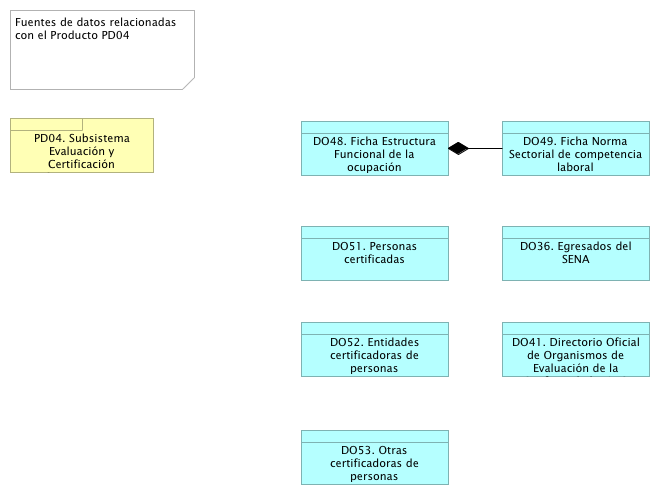 Fuentes de datos relacionadas
con el Producto PD04
PD04. Subsistema
Evaluación y
Certificación
DO48. Ficha Estructura
Funcional de la
ocupación
DO49. Ficha Norma
Sectorial de competencia
laboral
DO51. Personas
certificadas
DO36. Egresados del
SENA
DO52. Entidades
certificadoras de
personas
DO41. Directorio Oficial
de Organismos de
Evaluación de la
DO53. Otras
certificadoras de
personas